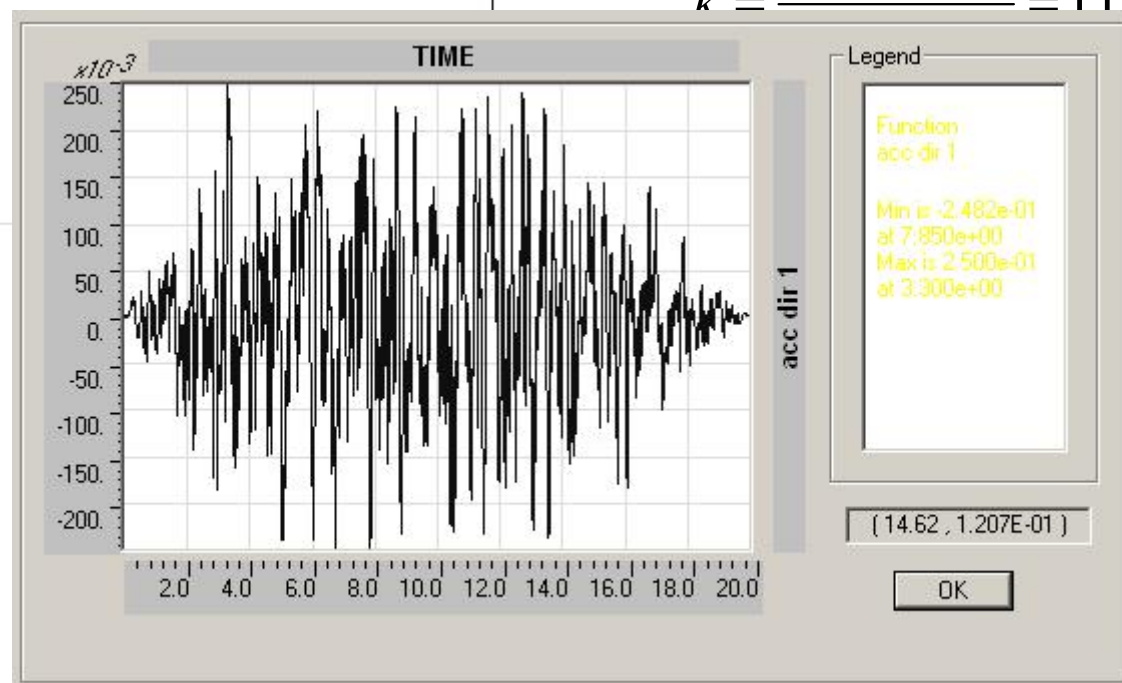 TIME
x10-3
250.
200.
150.
100.
50.
0.
-50.
-100.
-150.
-200.
2.0 4.0 6.0 8.0 10.0 12.0 14.0 16.0 18.0 20.0
acc dir 1
Legend
Function
acc dir 1
Min is -2.482e-01
at 7.850e+00
Max is 2.500e-01
at 3.300e+00
( 14.62 , 1.207E-01 )
OK